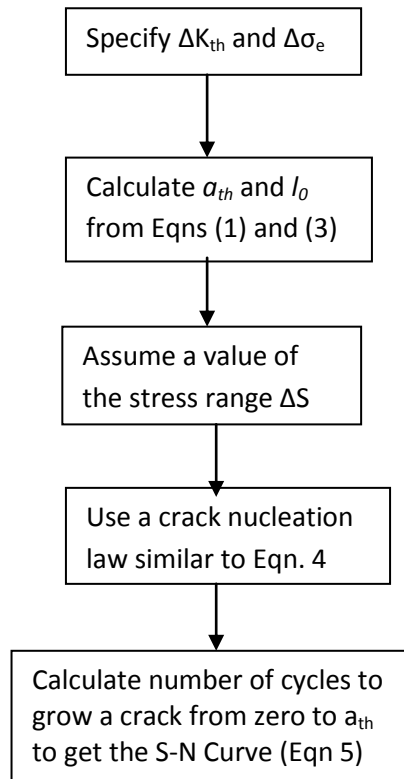 Specify ΔKth and Δσe
Calculate ath and l0
from Eqns (1) and (3)
Assume a value of
the stress range ΔS
Use a crack nucleation
law similar to Eqn. 4
Calculate number of cycles to
grow a crack from zero to ath
to get the S-N Curve (Eqn 5)